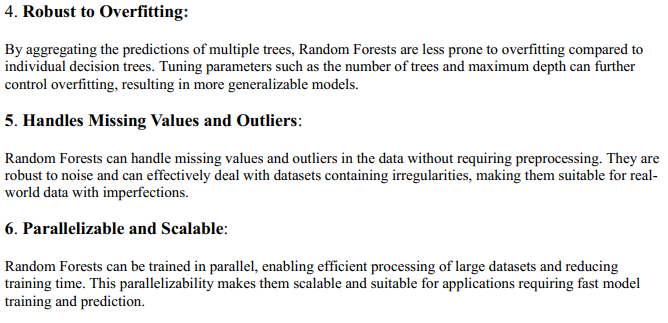 4. Robust to Overfitting:
By aggregating the predictions of multiple trees, Random Forests are less prone to overfitting compared to
individual decision trees. Tuning parameters such as the number of trees and maximum depth can further
control overfitting, resulting in more generalizable models.
5. Handles Missing Values and Outliers:
Random Forests can handle missing values and outliers in the data without requiring preprocessing. They are
robust to noise and can effectively deal with datasets containing irregularities, making them suitable for real-
world data with imperfections.
6. Parallelizable and Scalable:
Random Forests can be trained in parallel, enabling efficient processing of large datasets and reducing
training time. This parallelizability makes them scalable and suitable for applications requiring fast model
training and prediction.